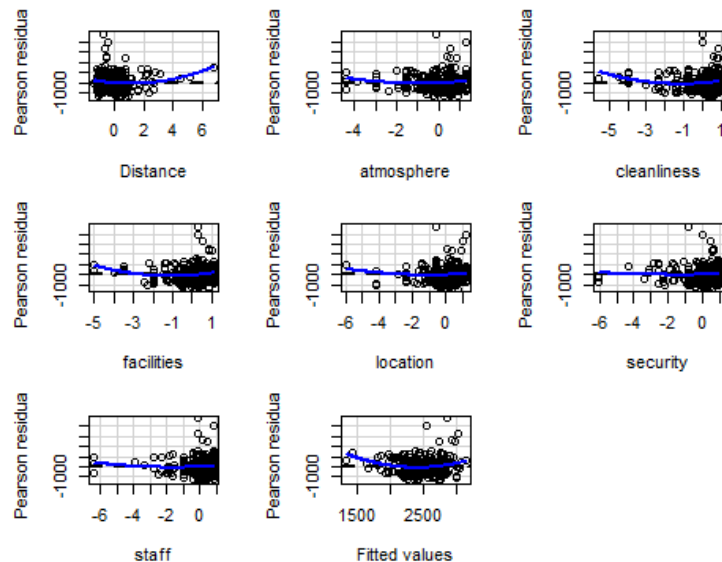 Pearson residua
-1000
0 2 4 6
Distance
Pearson residua
-1000
-4 -2 0
atmosphere
Pearson residua
-1000
-5 -3 -1 1
cleanliness
Pearson residua
-1000
-5 -3 -1 1
facilities
Pearson residua
-1000
-6 -4 -2 0
location
Pearson residua
-1000
-6 -4 -2 0
security
Pearson residua
-1000
-6 -4 -2 0
staff
Pearson residua
-1000
1500 2500
Fitted values